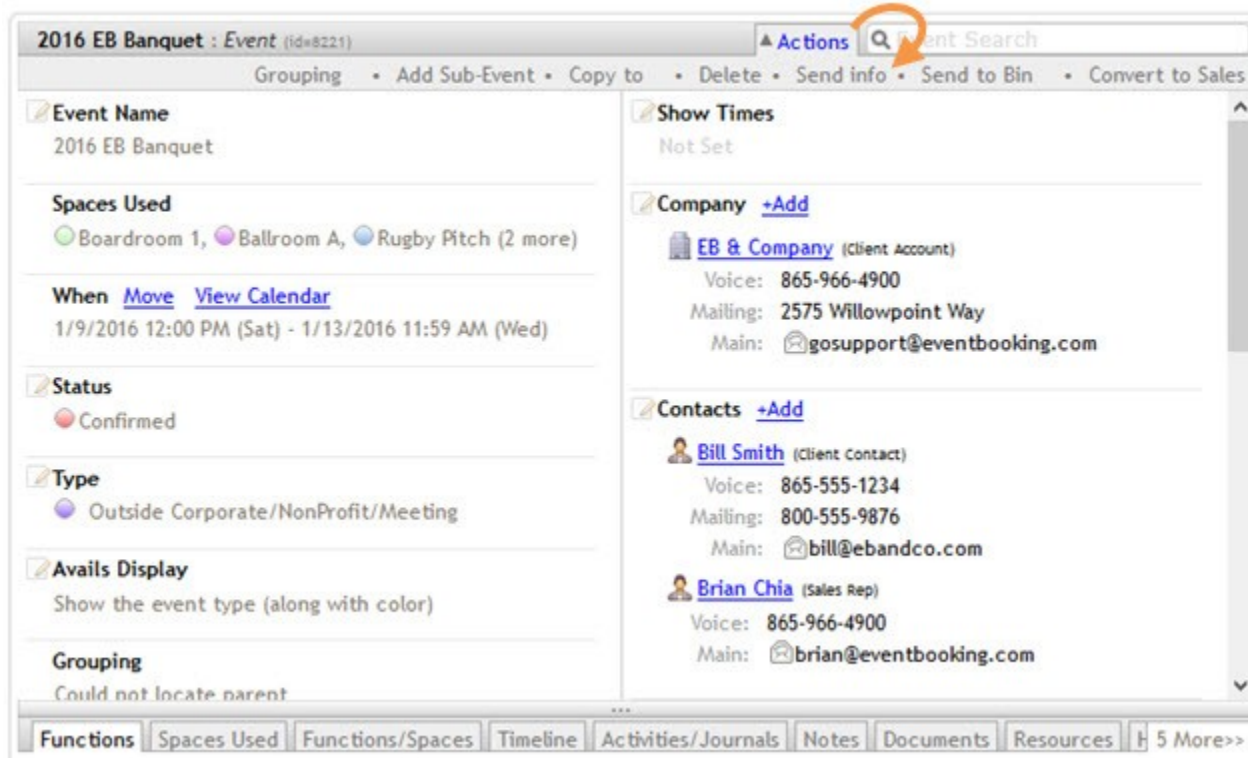 2016 EB Banquet : Event (id=8221)
Actions
Event Search
Grouping • Add Sub-Event • Copy to • Delete • Send info • Send to Bin • Convert to Sales
Event Name
2016 EB Banquet
Spaces Used
Boardroom 1, Ballroom A, Rugby Pitch (2 more)
When Move View Calendar
1/9/2016 12:00 PM (Sat) - 1/13/2016 11:59 AM (Wed)
Status
Confirmed
Type
Outside Corporate/NonProfit/Meeting
Avails Display
Show the event type (along with color)
Grouping
Could not locate parent
Show Times
Not Set
Company +Add
EB & Company (Client Account)
Voice: 865-966-4900
Mailing: 2575 Willowpoint Way
Main: gosupport@eventbooking.com
Contacts +Add
Bill Smith (Client Contact)
Voice: 865-555-1234
Mailing: 800-555-9876
Main: bill@ebandco.com
Brian Chia (Sales Rep)
Voice: 865-966-4900
Main: brian@eventbooking.com
Functions Spaces Used Functions/Spaces Timeline Activities/Journals Notes Documents Resources 5 More>>